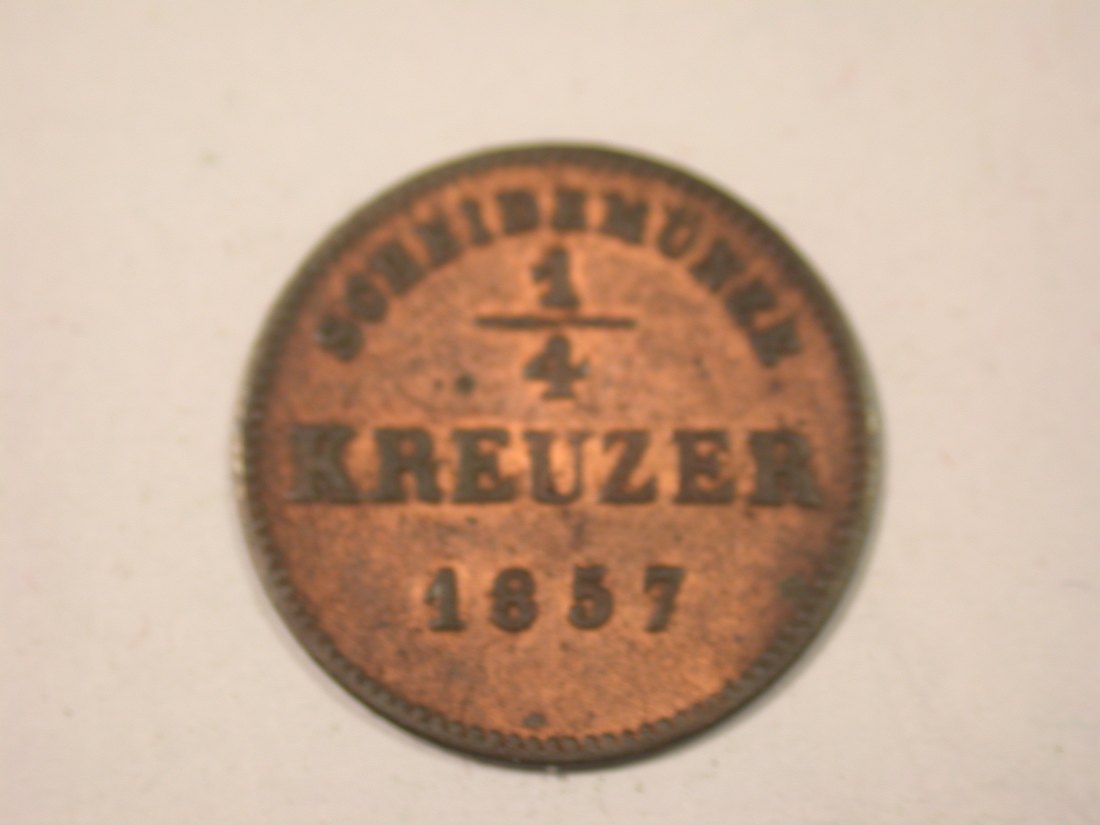 SCHEIDEMÜNZE
1
4
KREUZER
1857